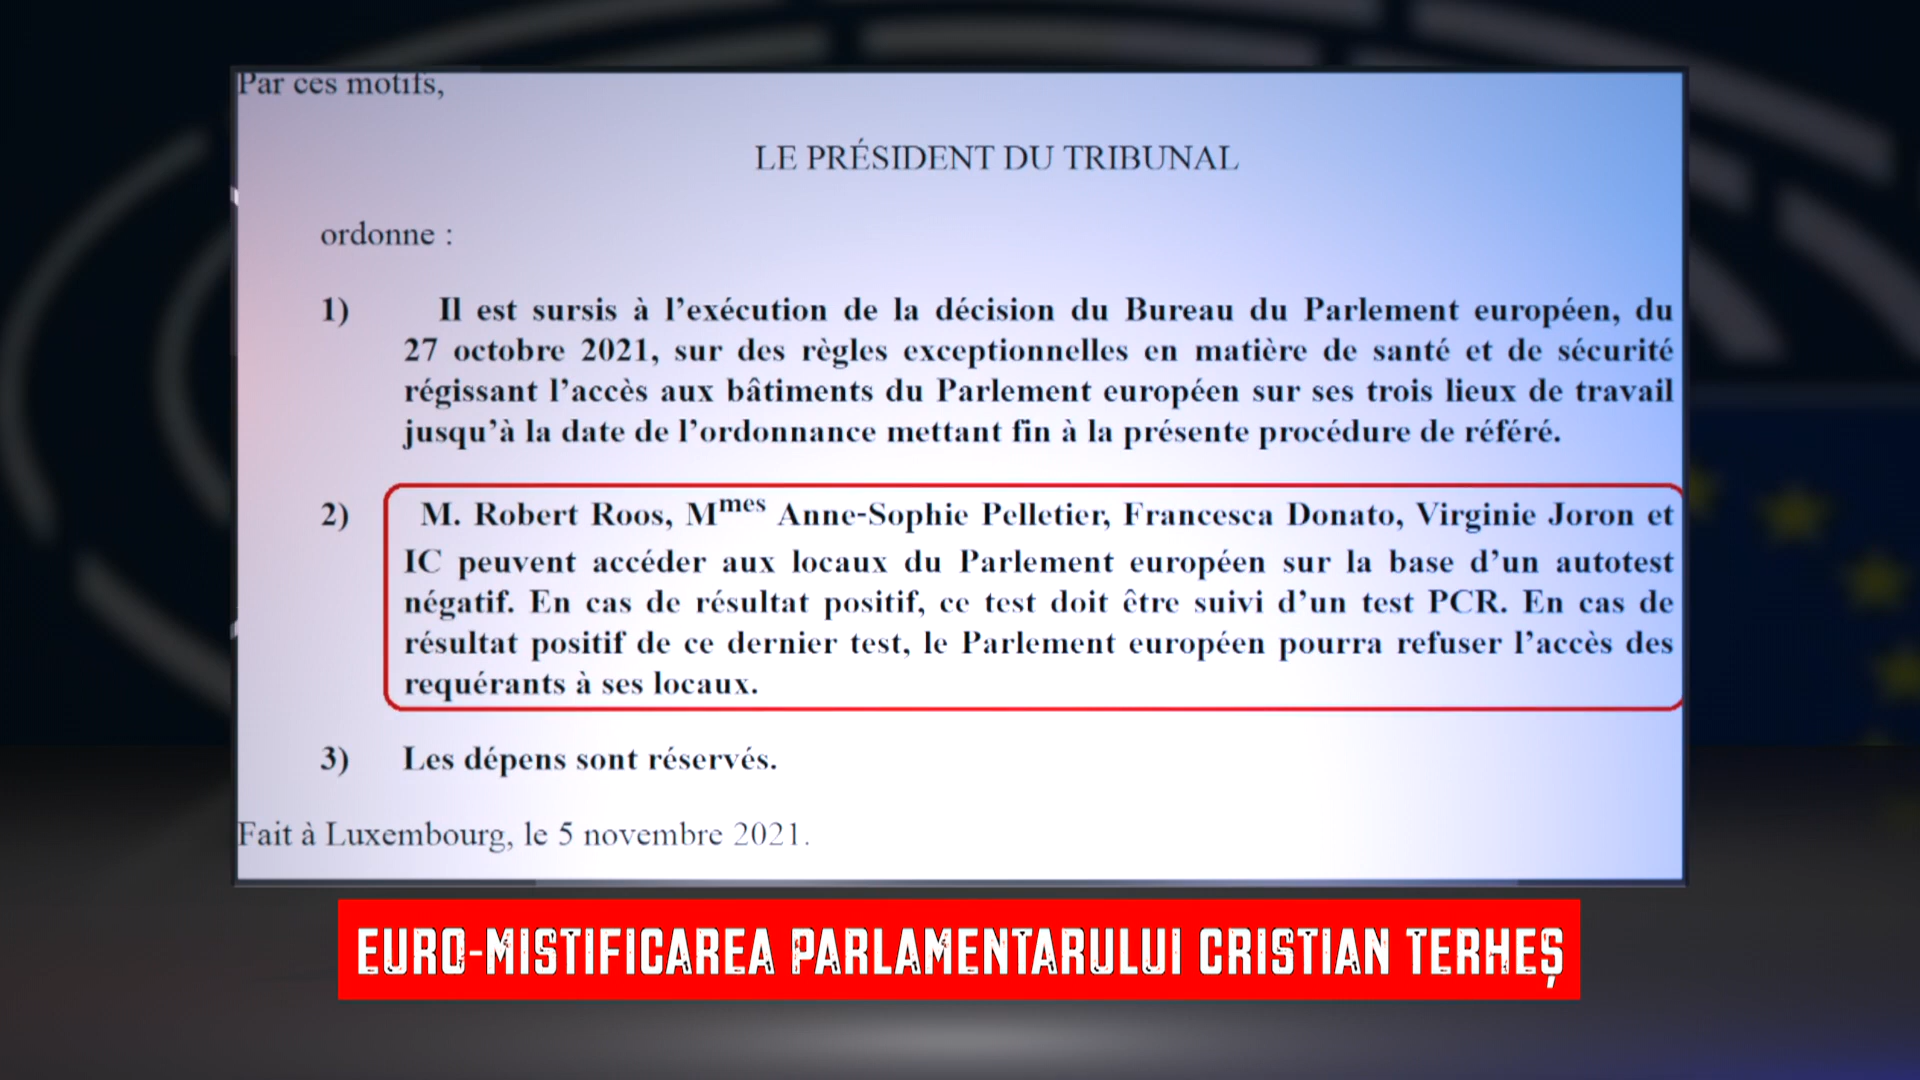 Par ces motifs,
LE PRÉSIDENT DU TRIBUNAL
ordonne :
1) Il est sursis à l'exécution de la décision du Bureau du Parlement européen, du
27 octobre 2021, sur des règles exceptionnelles en matière de santé et de sécurité
régissant l'accès aux bâtiments du Parlement européen sur ses trois lieux de travail
jusqu'à la date de l'ordonnance mettant fin à la présente procédure de référé.
2) M. Robert Roos, Mmes Anne-Sophie Pelletier, Francesca Donato, Virginie Joron et
IC peuvent accéder aux locaux du Parlement européen sur la base d'un autotest
négatif. En cas de résultat positif, ce test doit être suivi d'un test PCR. En cas de
résultat positif de ce dernier test, le Parlement européen pourra refuser l'accès des
requérants à ses locaux.
3) Les dépens sont réservés.
Fait à Luxembourg, le 5 novembre 2021.
EURO-MISTIFICAREA PARLAMENTARULUI CRISTIAN TERHEȘ